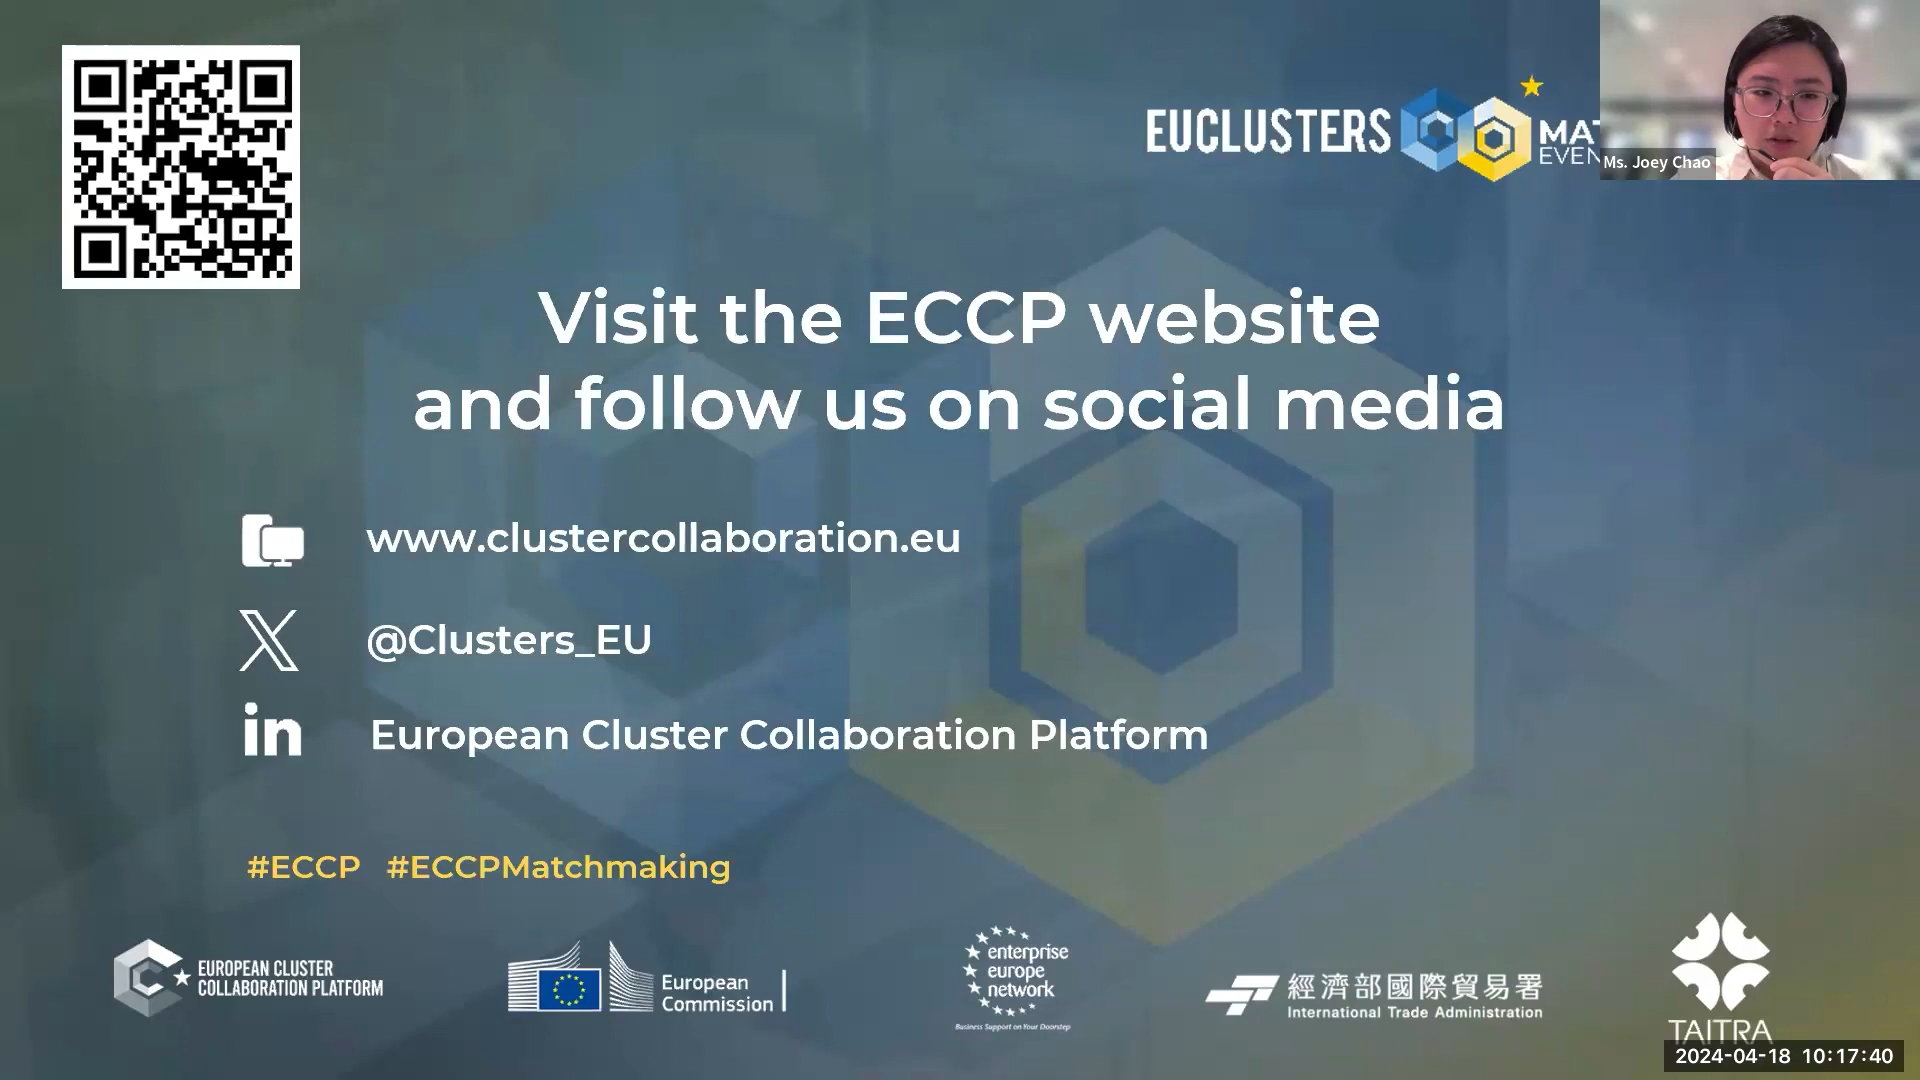 EUCLUSTERS
EVEN
Ms. Joey Chao
Visit the ECCP website
and follow us on social media
www.clustercollaboration.eu
@Clusters_EU
in
European Cluster Collaboration Platform
#ECCP #ECCPMatchmaking
EUROPEAN CLUSTER
COLLABORATION PLATFORM
European
Commission
enterprise
europe
network
Business Support on Your Doorstep
經濟部國際貿易署
International Trade Administration
TAITRA
2024-04-18 10:17:40